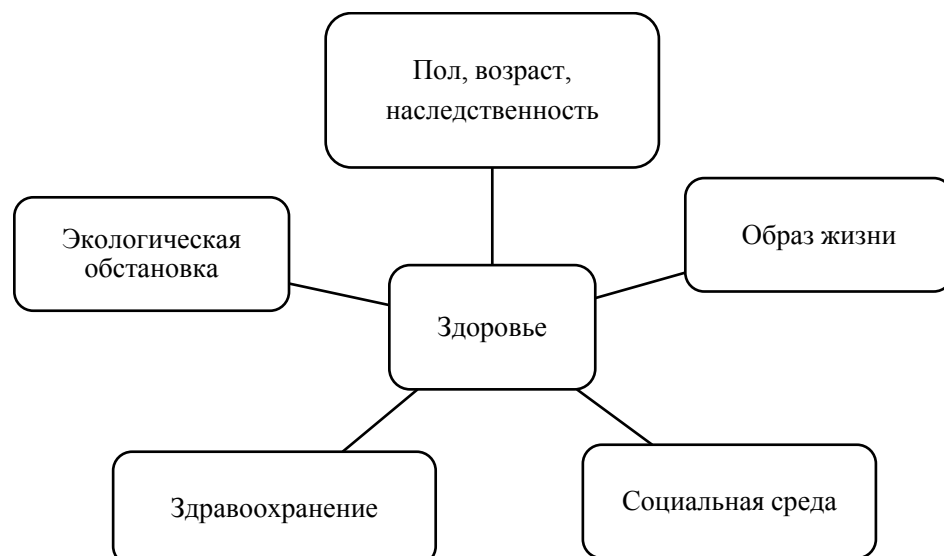 Пол, возраст,
наследственность
Экологическая
обстановка
Образ жизни
Здоровье
Здравоохранение
Социальная среда